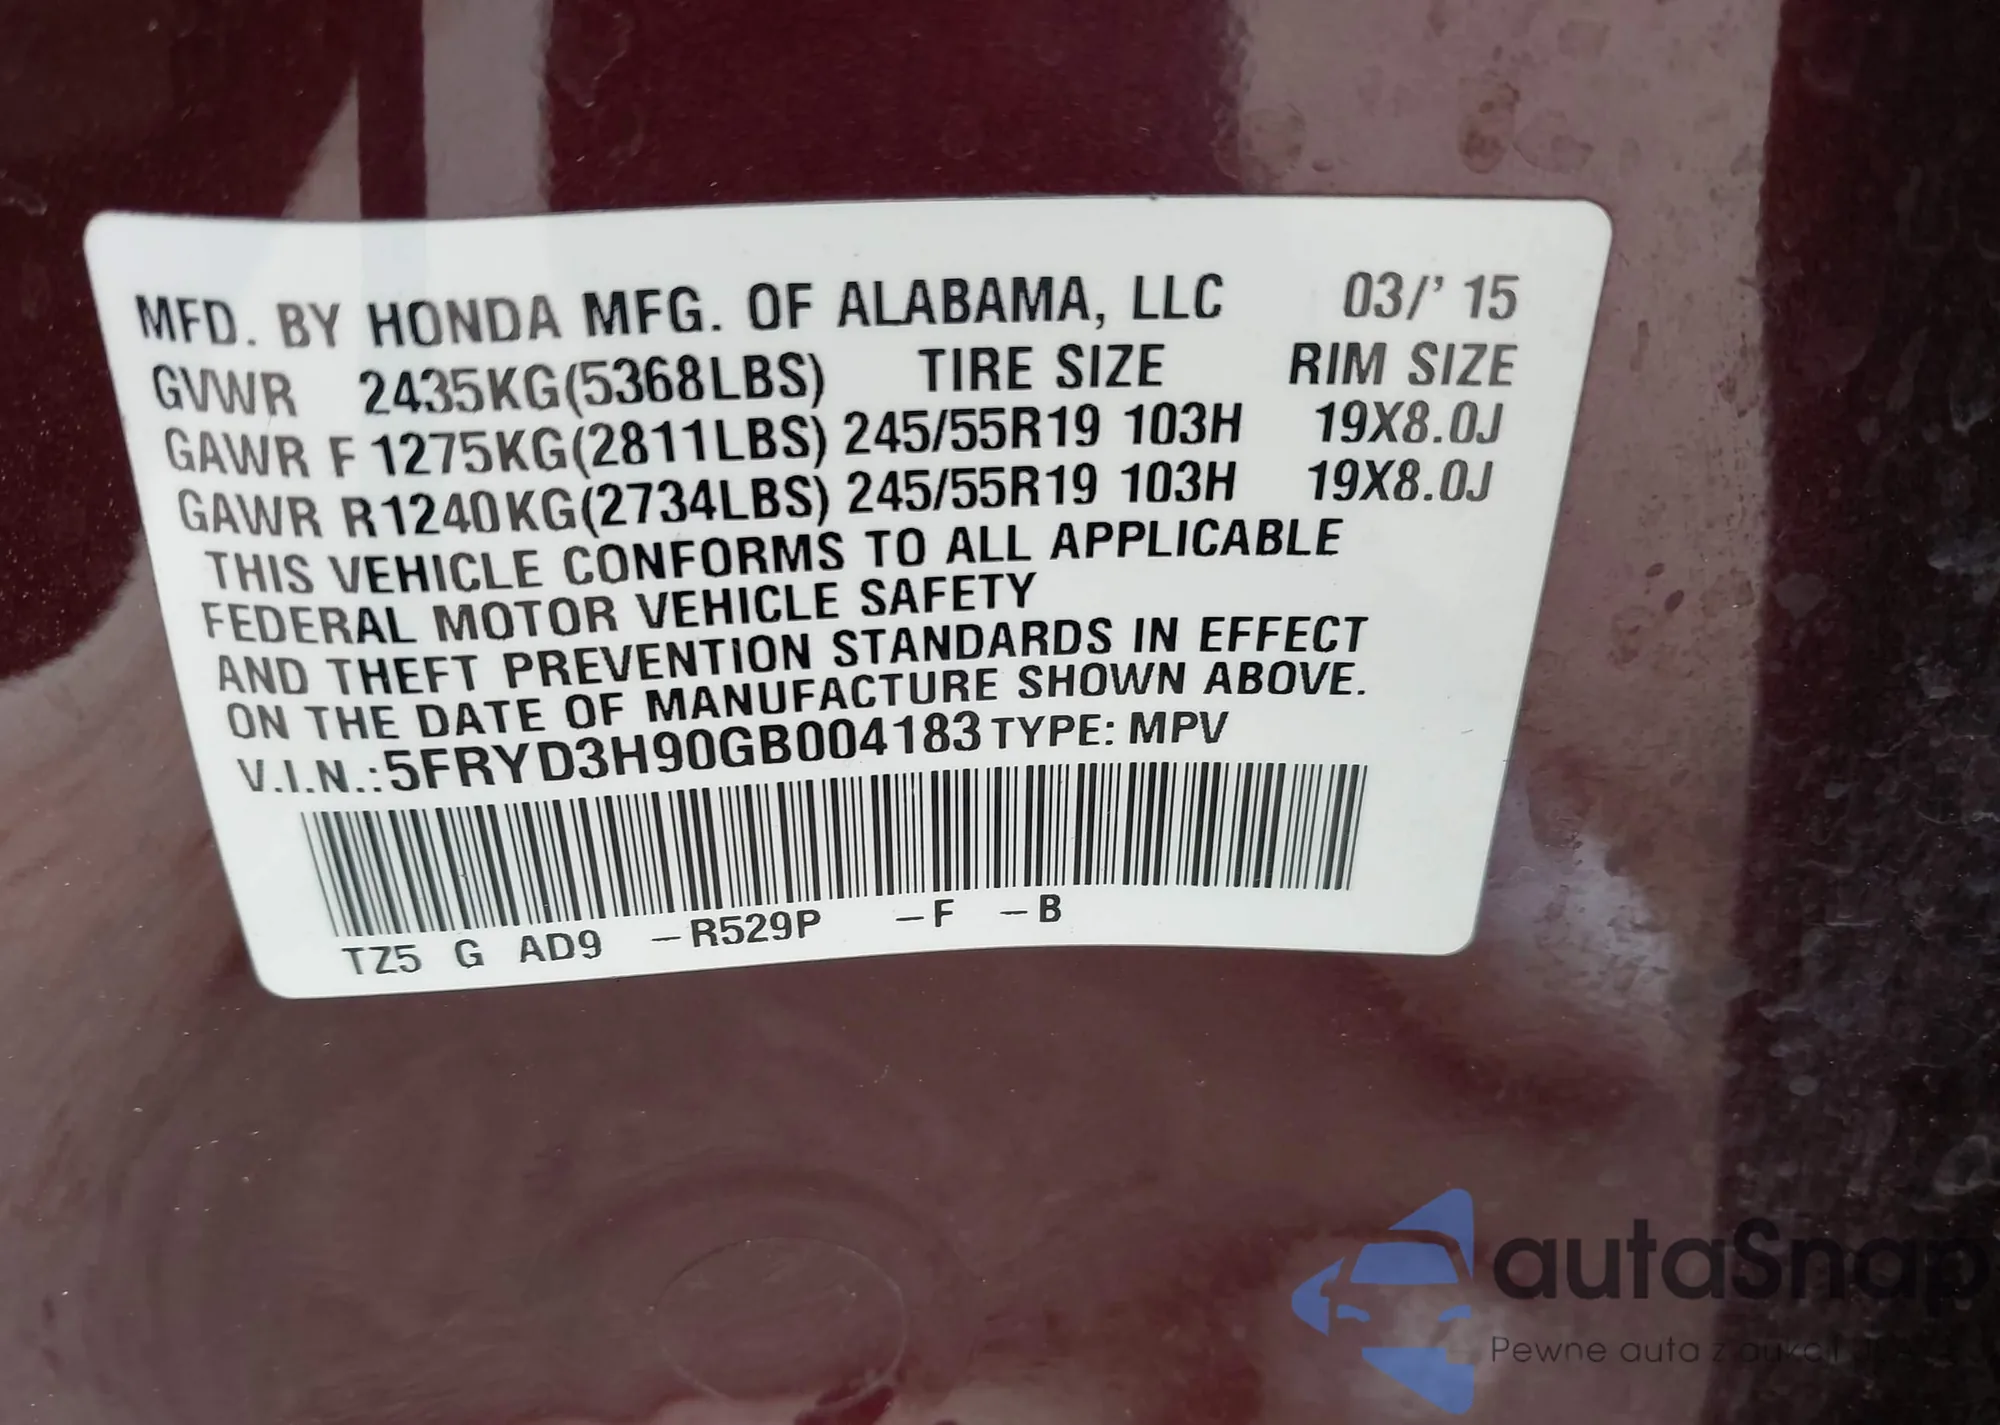 MFD. BY HONDA MFG. OF ALABAMA, LLC 03/' 15
GVWR 2435KG(5368LBS) TIRE SIZE RIM SIZE
GAWR F 1275KG(2811LBS) 245/55R19 103H 19X8.0J
GAWR R1240KG(2734LBS) 245/55R19 103H 19X8.0J
THIS VEHICLE CONFORMS TO ALL APPLICABLE
FEDERAL MOTOR VEHICLE SAFETY
AND THEFT PREVENTION STANDARDS IN EFFECT
ON THE DATE OF MANUFACTURE SHOWN ABOVE.
V.I.N.:5FRYD3H90GB004183 TYPE: MPV
TZ5 G AD9 -R529P -F -B
autaSnap
Pewne auta z aukcji